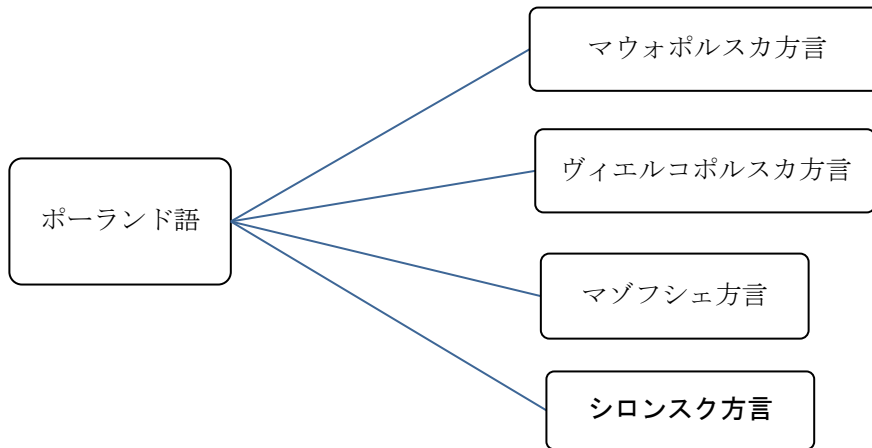 マウォポルスカ方言
ヴィエルコポルスカ方言
ポーランド語
マゾフシェ方言
シロンスク方言